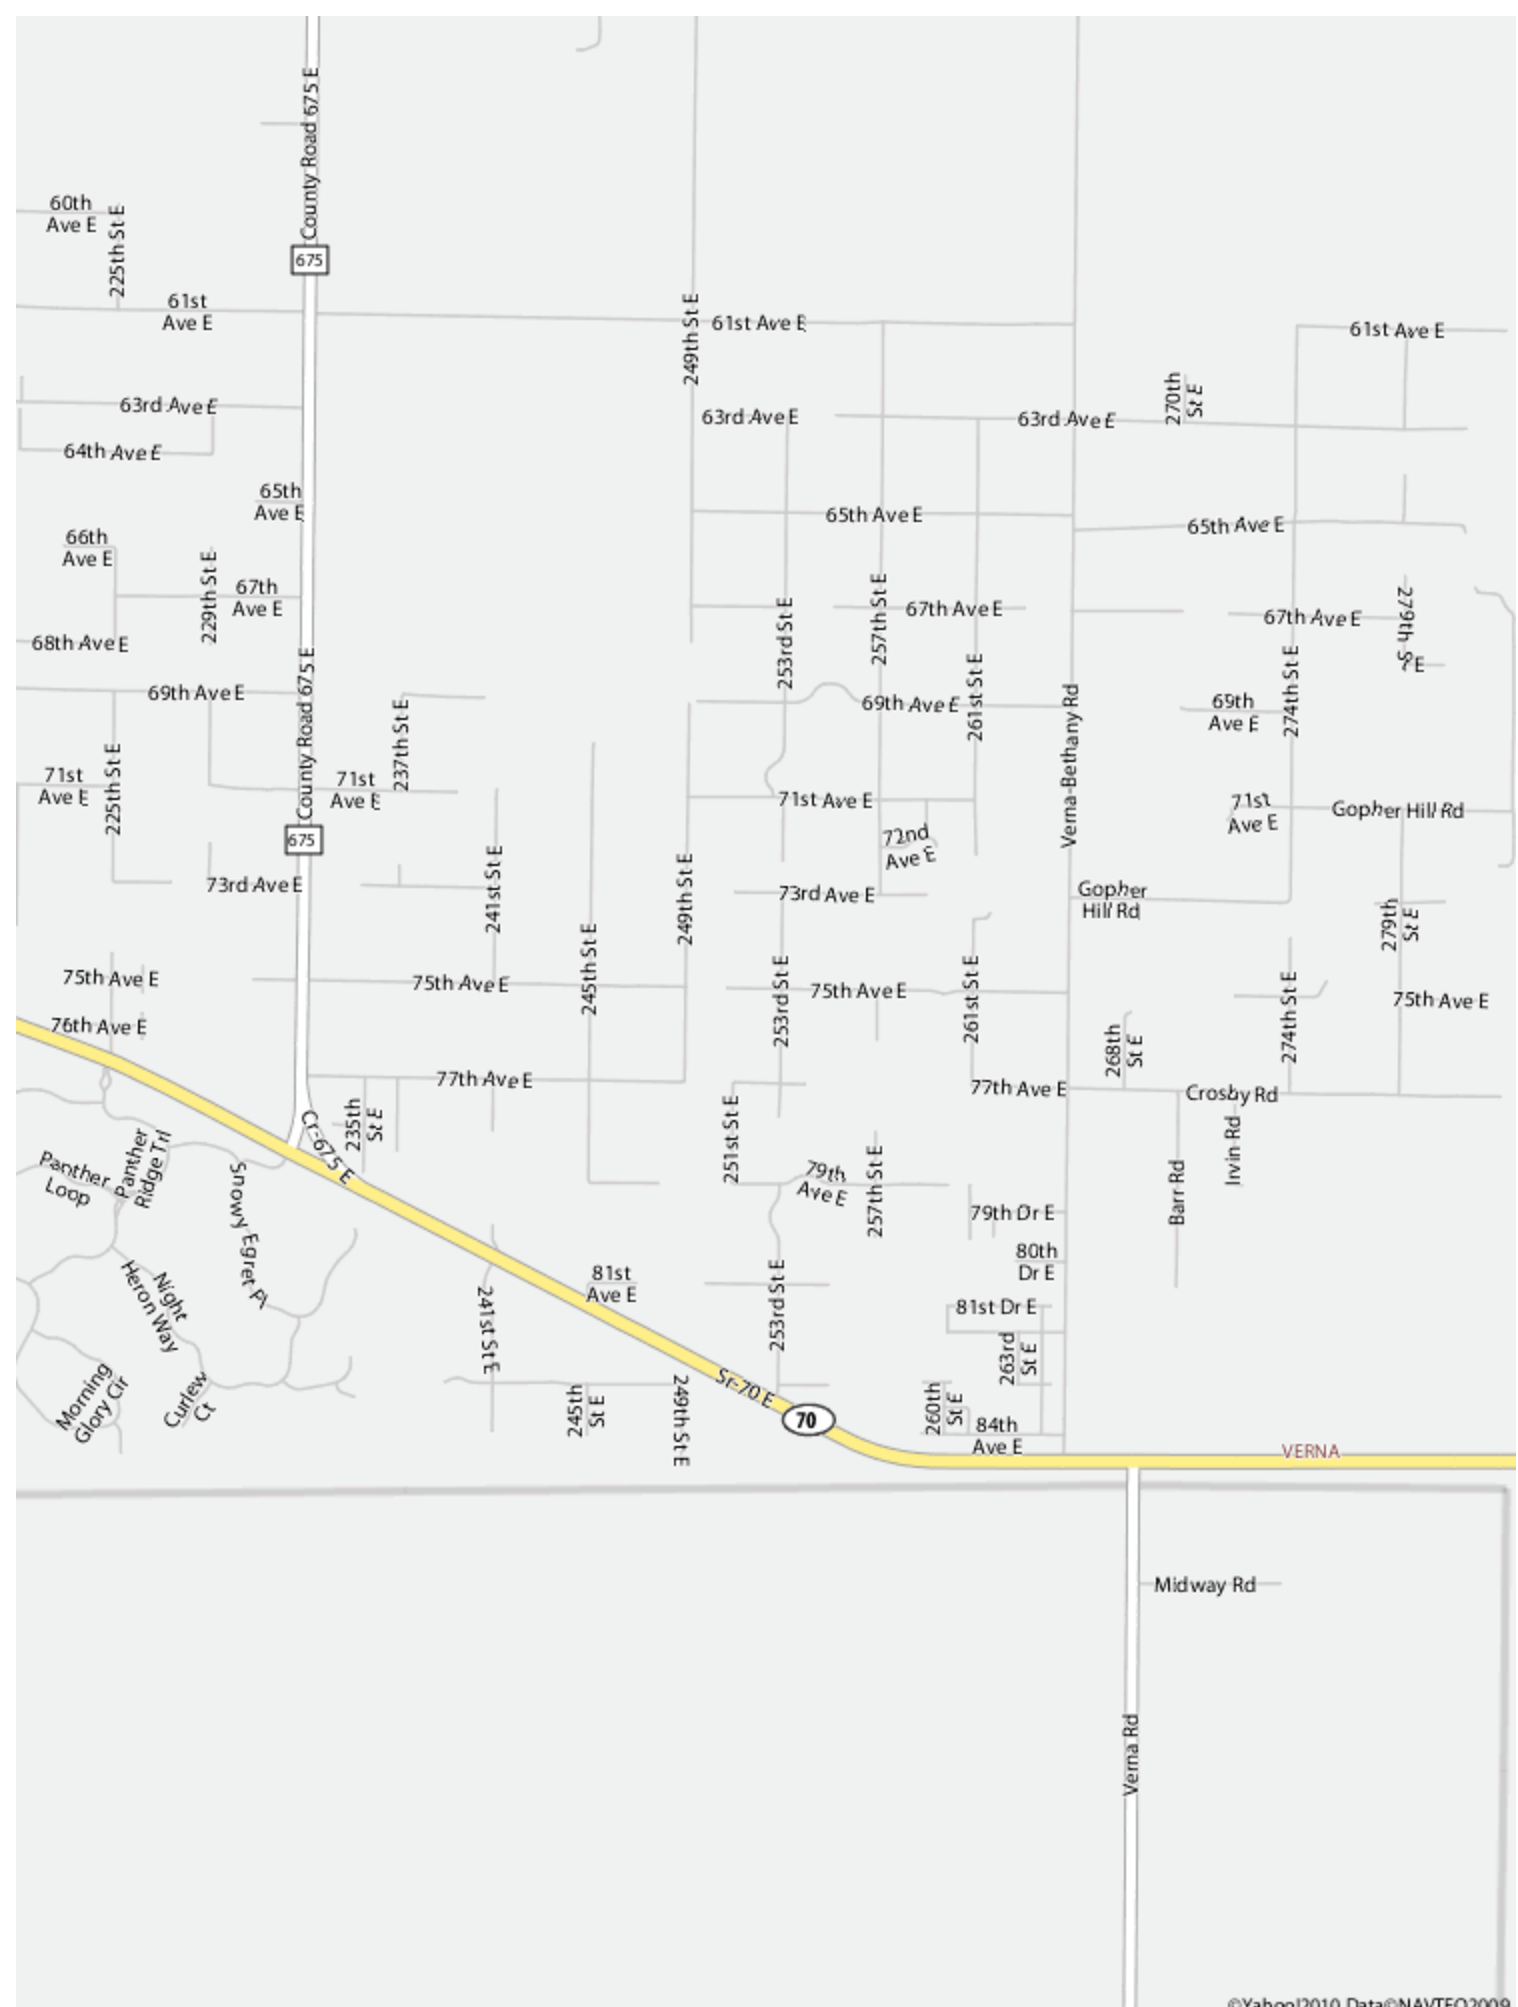 County Road 675 E
60th
Ave E
225th St E
675
61st
Ave E
249th St E
61st Ave E
61st Ave E
63rd Ave E
63rd Ave E
63rd Ave E
270th
St E
64th Ave E
65th
Ave E
65th Ave E
65th Ave E
66th
Ave E
229th St E
67th
Ave E
253rd St E
257th St E
67th Ave E
67th Ave E
279th St E
68th Ave E
County Road 675 E
69th Ave E
69th Ave E
261st St E
Verna-Bethany Rd
69th
Ave E
274th St E
237th St E
71st
Ave E
225th St E
71st
Ave E
71st Ave E
71st
Ave E
Gopher Hill Rd
675
72nd
Ave E
73rd Ave E
241st St E
249th St E
73rd Ave E
Gopher
Hill Rd
279th
St E
245th St E
75th Ave E
75th Ave E
253rd St E
75th Ave E
261st St E
274th St E
75th Ave E
76th Ave E
268th
St E
77th Ave E
77th Ave E
Crosby Rd
Cr-675 E
235th
St E
251st St E
Irvin Rd
Panther
Ridge Trl
Panther
Loop
Snowy Egret Pl
79th
Ave E
257th St E
Barr Rd
79th Dr E
80th
Dr E
Night
Heron Way
241st St E
81st
Ave E
253rd St E
81st Dr E
263rd
St E
Morning
Glory Cir
Curlew
Ct
245th
St E
249th St E
Sr-70 E
70
260th
St E
84th
Ave E
VERNA
Midway Rd
Verna Rd
©Yahoo!2010 Data©NAVTEQ2009